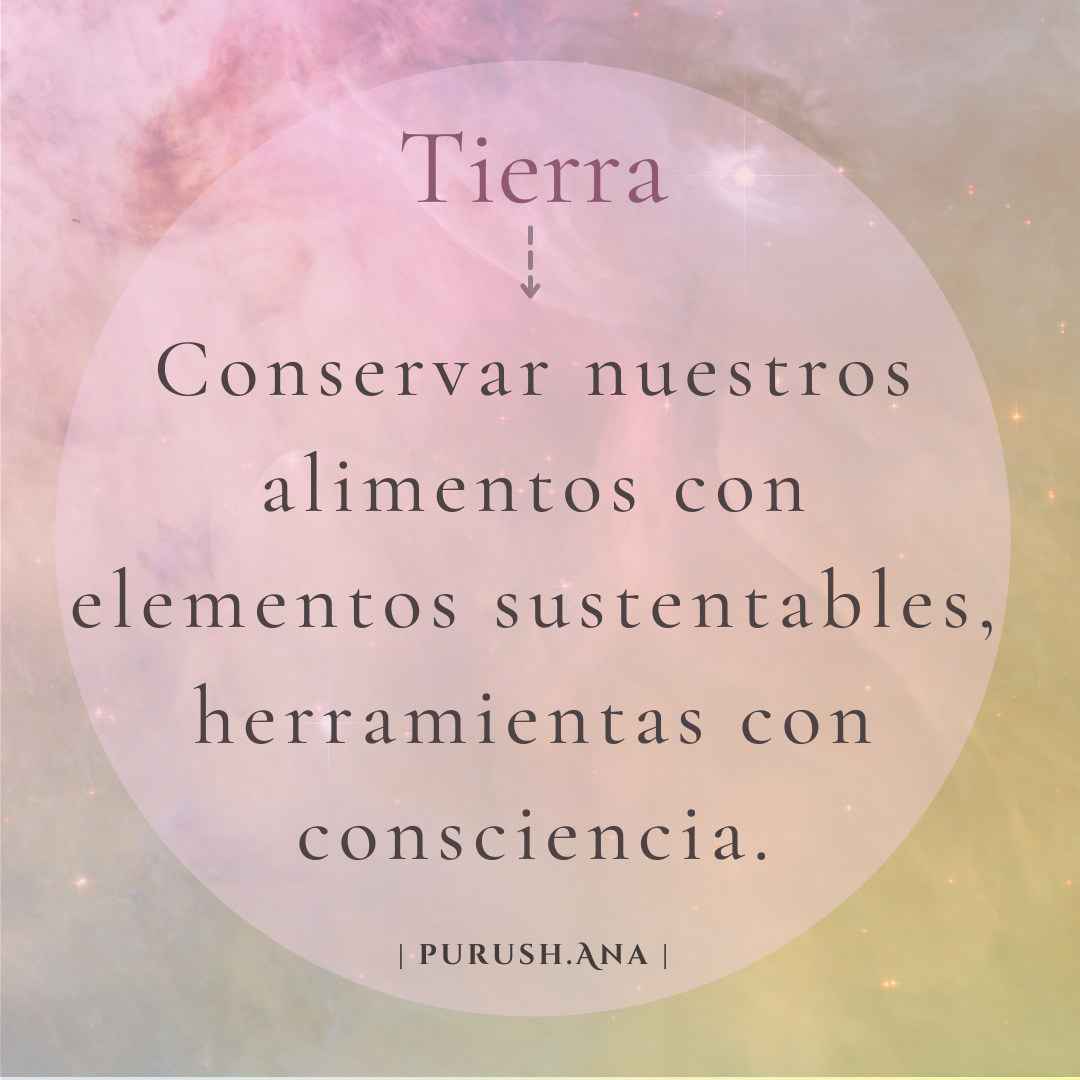 Tierra
Conservar nuestros
alimentos con
elementos sustentables,
herramientas con
consciencia.
| PURUSH.ANA |